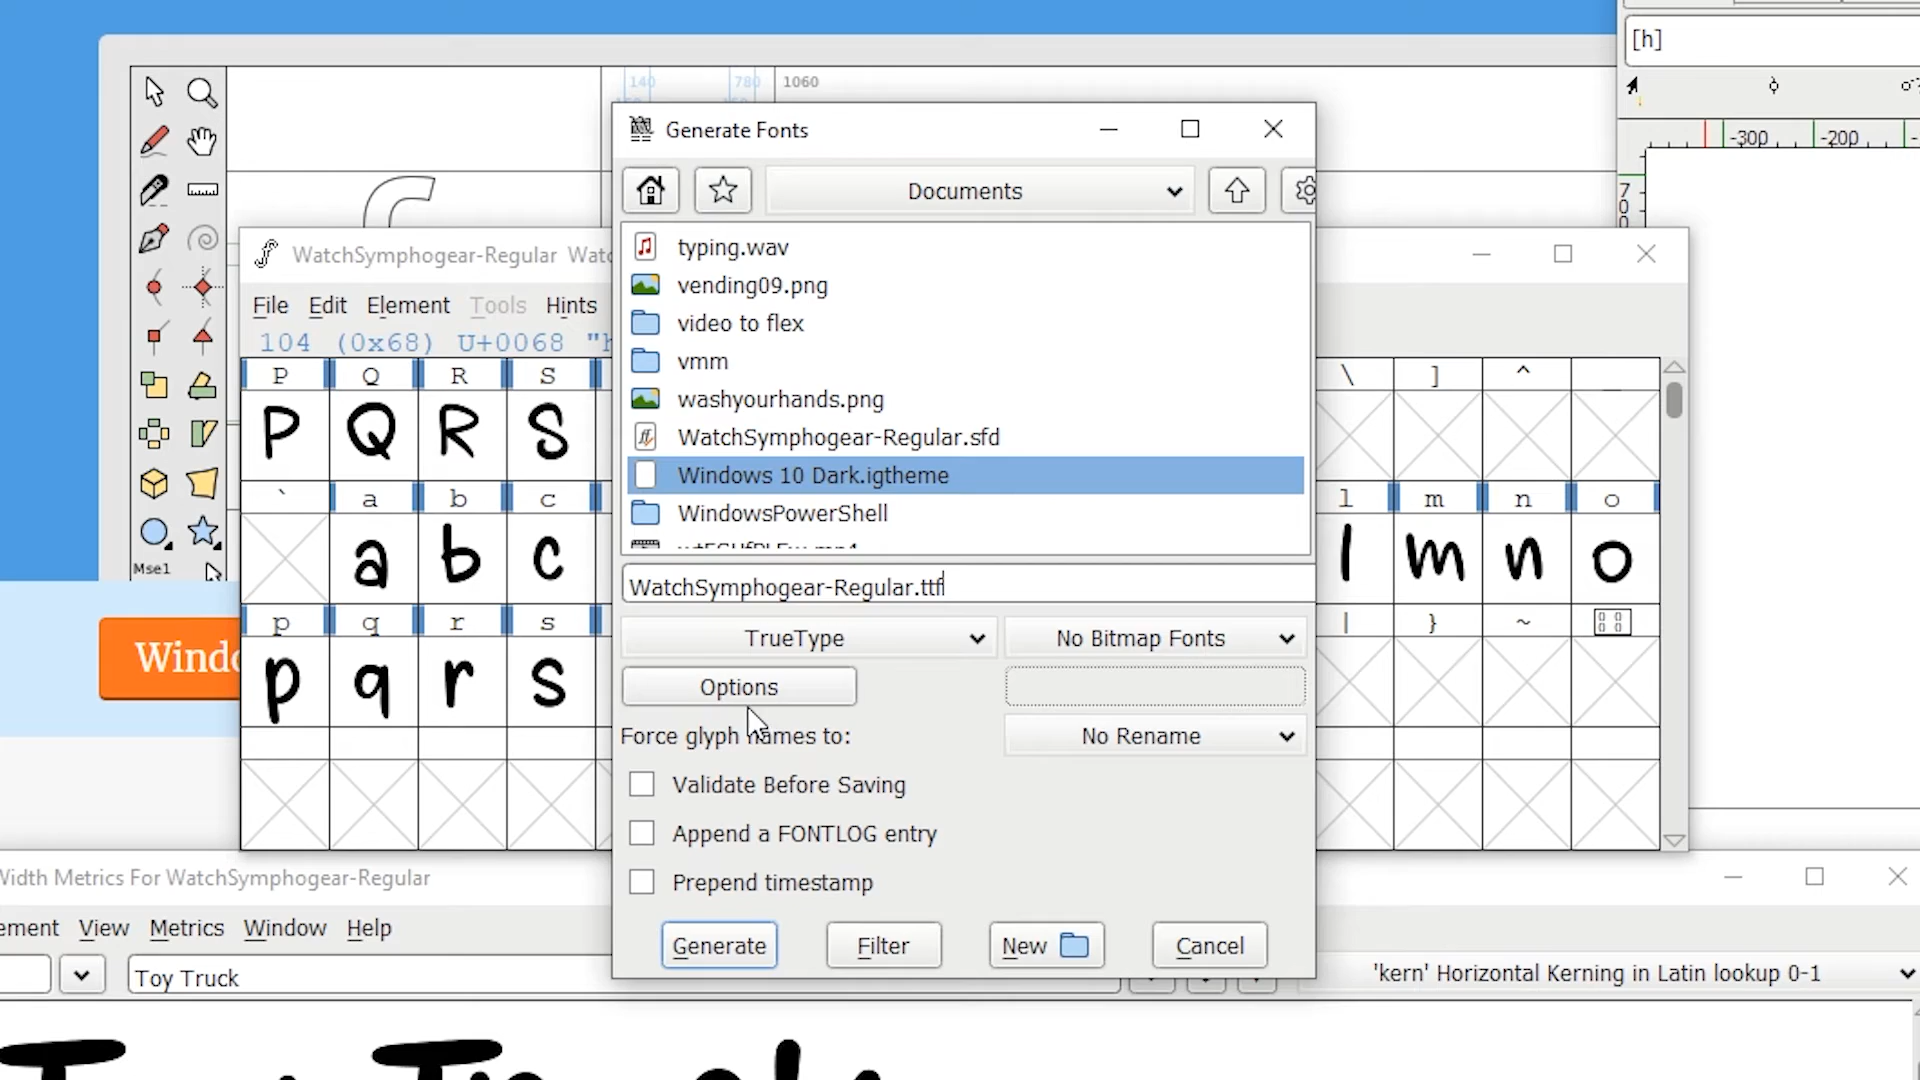 [h]
140 780 1060
-300 -200
Generate Fonts
Documents
typing.wav
vending09.png
video to flex
vmm
washyourhands.png
WatchSymphogear-Regular.sfd
Windows 10 Dark.igtheme
WindowsPowerShell
WatchSymphogear-Regular.ttf
TrueType
No Bitmap Fonts
Options
Force glyph names to:
No Rename
Validate Before Saving
Append a FONTLOG entry
Prepend timestamp
Generate Filter New Cancel
WatchSymphogear-Regular
File Edit Element Tools Hints
104 (0x68) U+0068
P Q R S \ ] ^ _
P Q R S
` a b c l m n o
a b c l m n o
p q r s | } ~
p q r s
Mse1
Width Metrics For WatchSymphogear-Regular
View Metrics Window Help
Toy Truck
'kern' Horizontal Kerning in Latin lookup 0-1